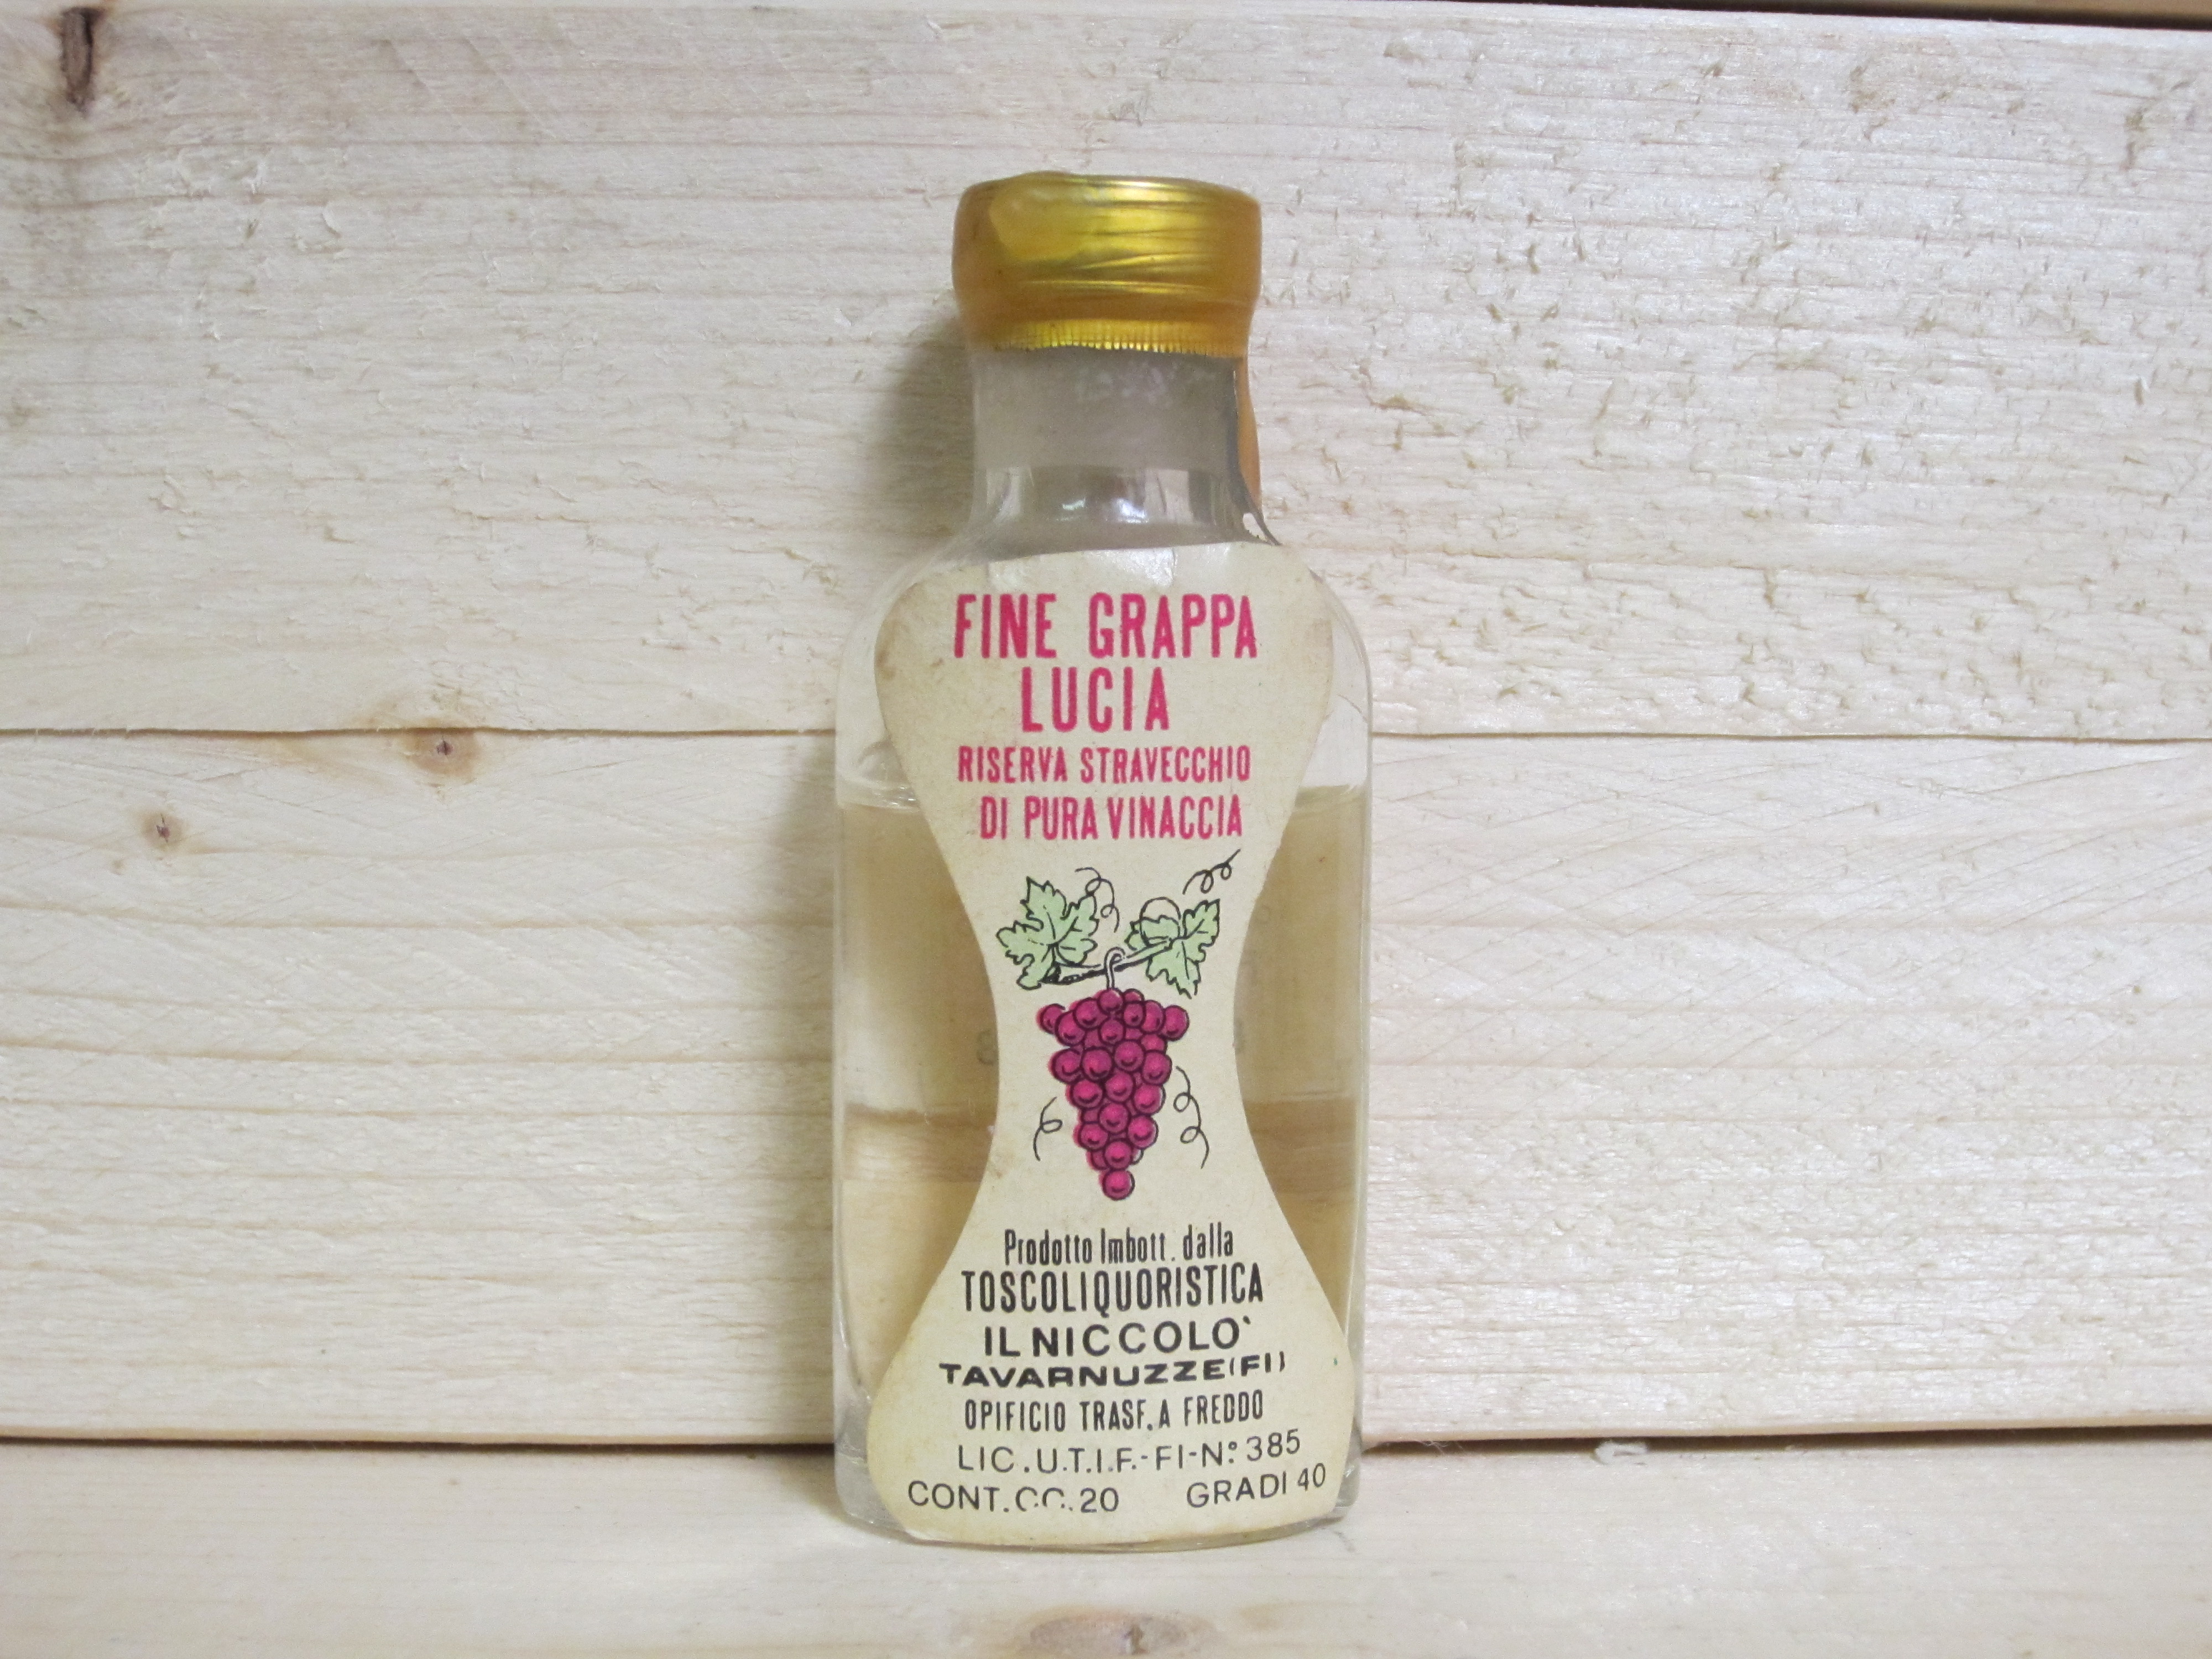 FINE GRAPPA
LUCIA
RISERVA STRAVECCHIO
DI PURA VINACCIA
Prodotto Imbott. dalla
TOSCOLIQUORISTICA
IL NICCOLO`
TAVARNUZZE(FI)
OPIFICIO TRASF. A FREDDO
LIC.U.T.I.F.-FI-N.° 385
CONT.CC.20 GRADI 40